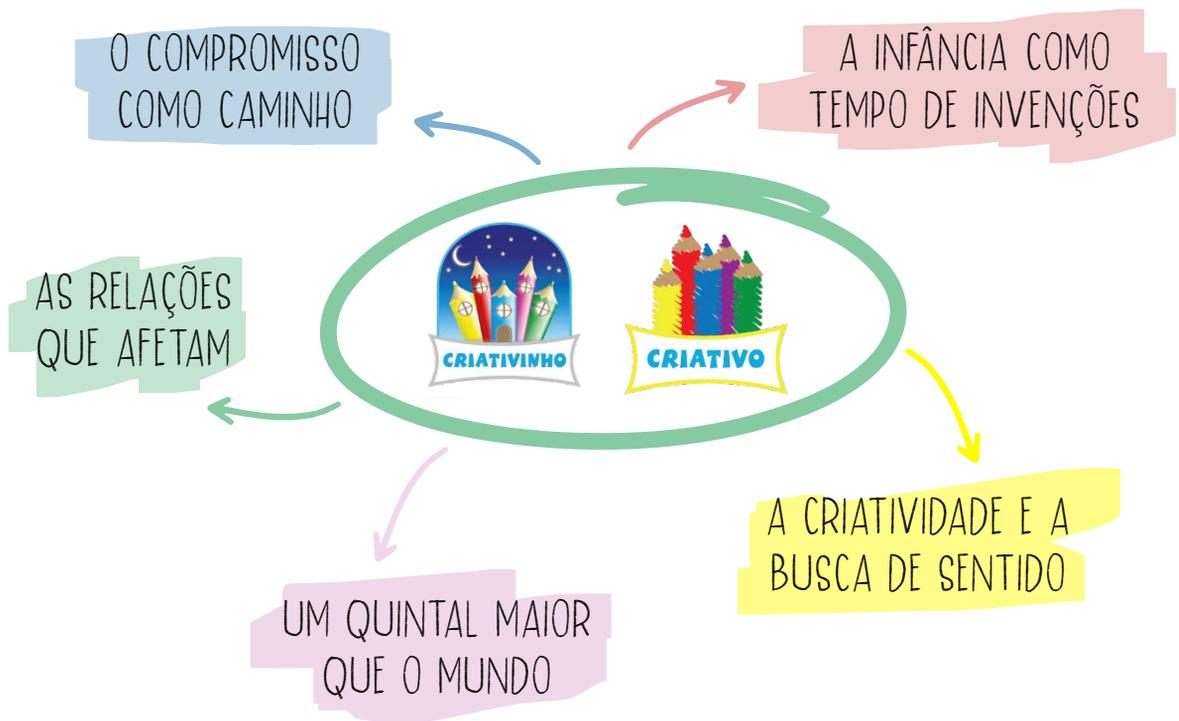 O COMPROMISSO
COMO CAMINHO
A INFÂNCIA COMO
TEMPO DE INVENÇÕES
AS RELAÇÕES
QUE AFETAM
CRIATIVINHO
CRIATIVO
A CRIATIVIDADE E A
BUSCA DE SENTIDO
UM QUINTAL MAIOR
QUE O MUNDO